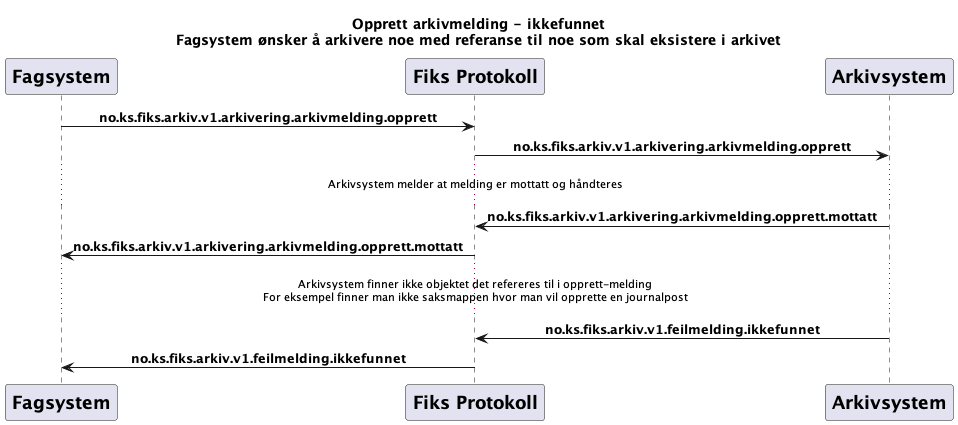 Opprett arkivmelding - ikkefunnet
Fagsystem ønsker å arkivere noe med referanse til noe som skal eksistere i arkivet
Fagsystem
Fiks Protokoll
Arkivsystem
no.ks.fiks.arkiv.v1.arkivering.arkivmelding.opprett
no.ks.fiks.arkiv.v1.arkivering.arkivmelding.opprett
Arkivsystem melder at melding er mottatt og håndteres
no.ks.fiks.arkiv.v1.arkivering.arkivmelding.opprett.mottatt
no.ks.fiks.arkiv.v1.arkivering.arkivmelding.opprett.mottatt
Arkivsystem finner ikke objektet det refereres til i opprett-melding
For eksempel finner man ikke saksmappen hvor man vil opprette en journalpost
no.ks.fiks.arkiv.v1.feilmelding.ikkefunnet
no.ks.fiks.arkiv.v1.feilmelding.ikkefunnet
Fagsystem
Fiks Protokoll
Arkivsystem